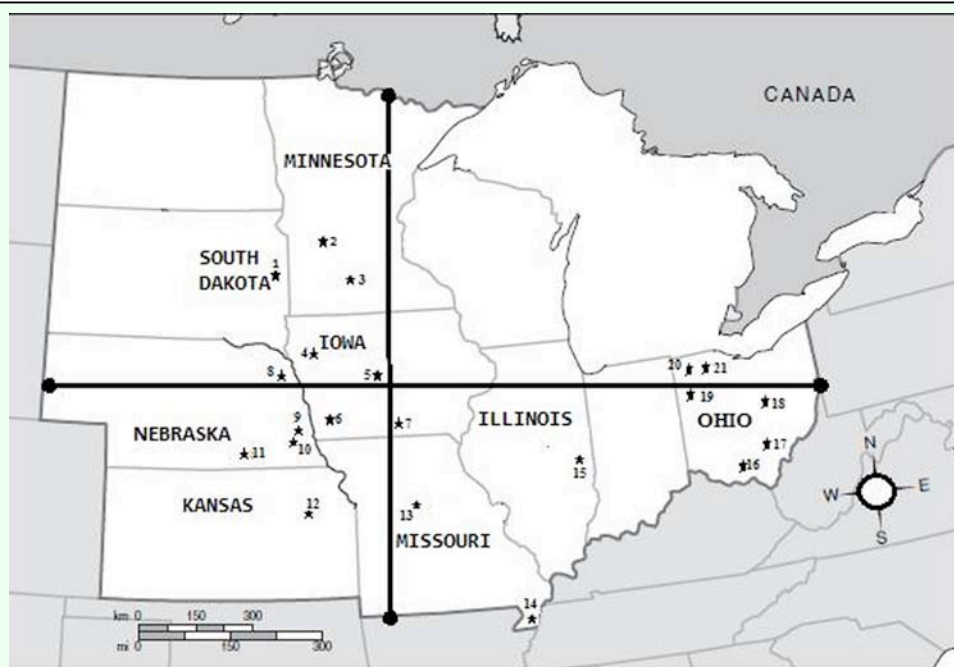 CANADA
MINNESOTA
2
SOUTH
DAKOTA
1
3
IOWA
4
8
5
20
21
19
18
6
7
ILLINOIS
OHIO
NEBRASKA
9
10
11
17
16
15
N
W
E
S
KANSAS
12
13
MISSOURI
14
km 0 150 300
mi 0 150 300